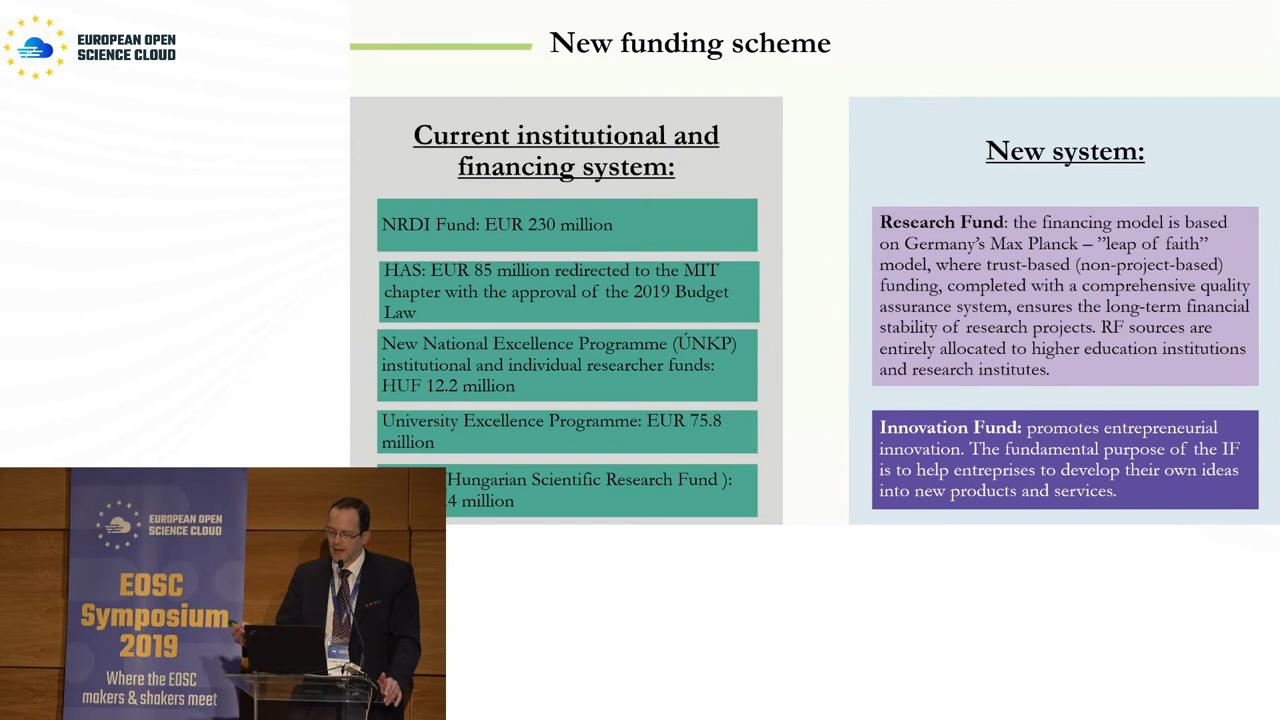 EUROPEAN OPEN
SCIENCE CLOUD
New funding scheme
Current institutional and
financing system:
NRDI Fund: EUR 230 million
HAS: EUR 85 million redirected to the MIT
chapter with the approval of the 2019 Budget
Law
New National Excellence Programme (ÚNKP)
institutional and individual researcher funds:
HUF 12.2 million
University Excellence Programme: EUR 75.8
million
Hungarian Scientific Research Fund ):
4 million
New system:
Research Fund: the financing model is based
on Germany's Max Planck – ”leap of faith”
model, where trust-based (non-project-based)
funding, completed with a comprehensive quality
assurance system, ensures the long-term financial
stability of research projects. RF sources are
entirely allocated to higher education institutions
and research institutes.
Innovation Fund: promotes entrepreneurial
innovation. The fundamental purpose of the IF
is to help entreprises to develop their own ideas
into new products and services.
EUROPEAN OPEN
SCIENCE CLOUD
EOSC
Symposium
2019
Where the EOSC
makers & shakers meet